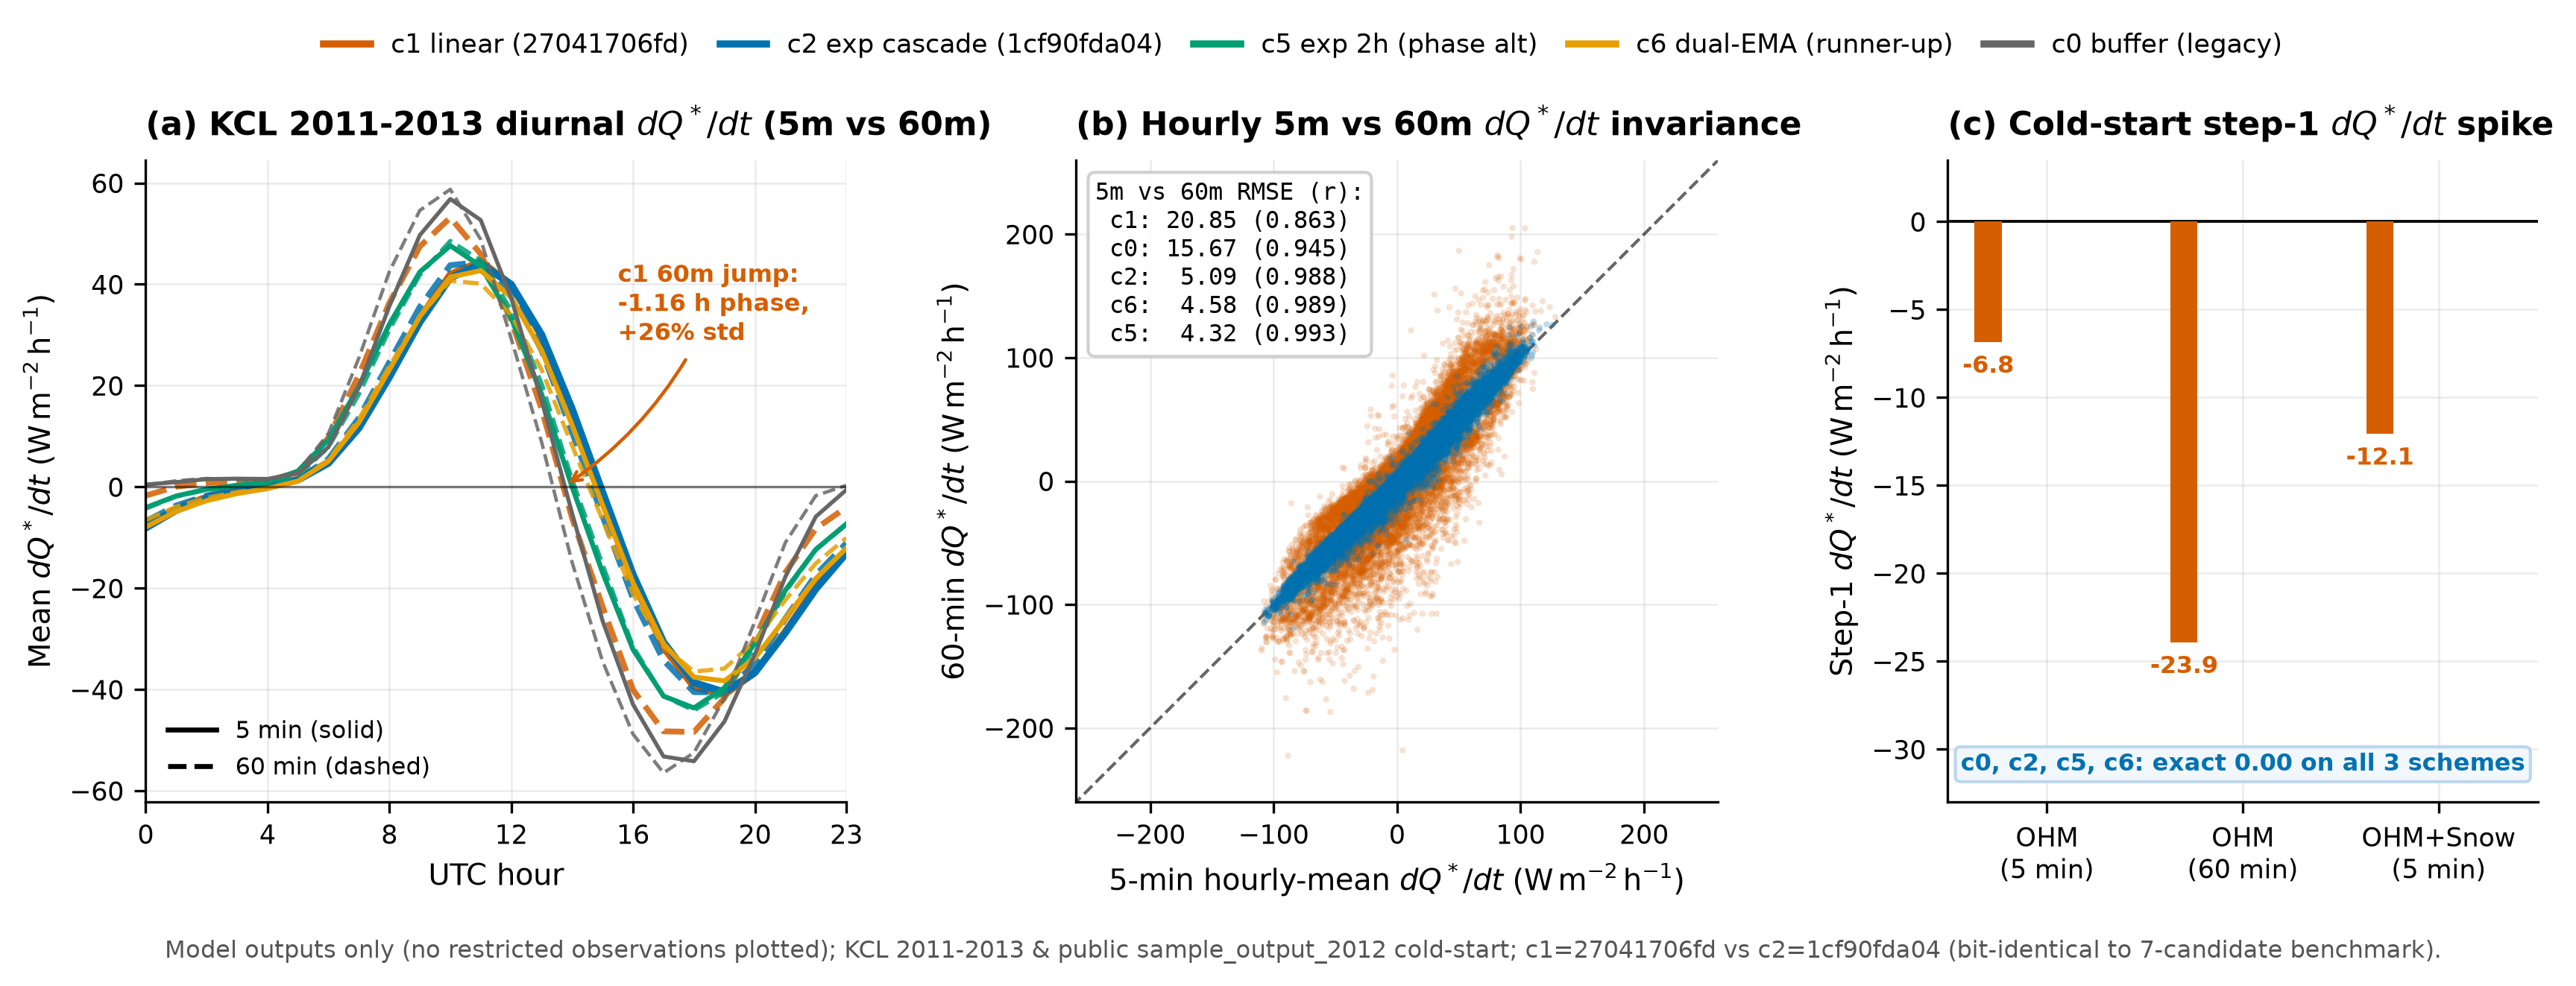 c1 linear (27041706fd)
c2 exp cascade (1cf90fda04)
c5 exp 2h (phase alt)
c6 dual-EMA (runner-up)
c0 buffer (legacy)
(a) KCL 2011-2013 diurnal dQ*/dt (5m vs 60m)
Mean dQ*/dt (W m−2 h−1)
60
40
20
0
−20
−40
−60
c1 60m jump:
-1.16 h phase,
+26% std
5 min (solid)
60 min (dashed)
0
4
8
12
16
20
23
UTC hour
(b) Hourly 5m vs 60m dQ*/dt invariance
60-min dQ*/dt (W m−2 h−1)
200
100
0
−100
−200
5m vs 60m RMSE (r):
c1: 20.85 (0.863)
c0: 15.67 (0.945)
c2: 5.09 (0.988)
c6: 4.58 (0.989)
c5: 4.32 (0.993)
−200
−100
0
100
200
5-min hourly-mean dQ*/dt (W m−2 h−1)
(c) Cold-start step-1 dQ*/dt spike
Step-1 dQ*/dt (W m−2 h−1)
0
−5
−10
−15
−20
−25
−30
-6.8
-23.9
-12.1
c0, c2, c5, c6: exact 0.00 on all 3 schemes
OHM
(5 min)
OHM
(60 min)
OHM+Snow
(5 min)
Model outputs only (no restricted observations plotted); KCL 2011-2013 & public sample_output_2012 cold-start; c1=27041706fd vs c2=1cf90fda04 (bit-identical to 7-candidate benchmark).